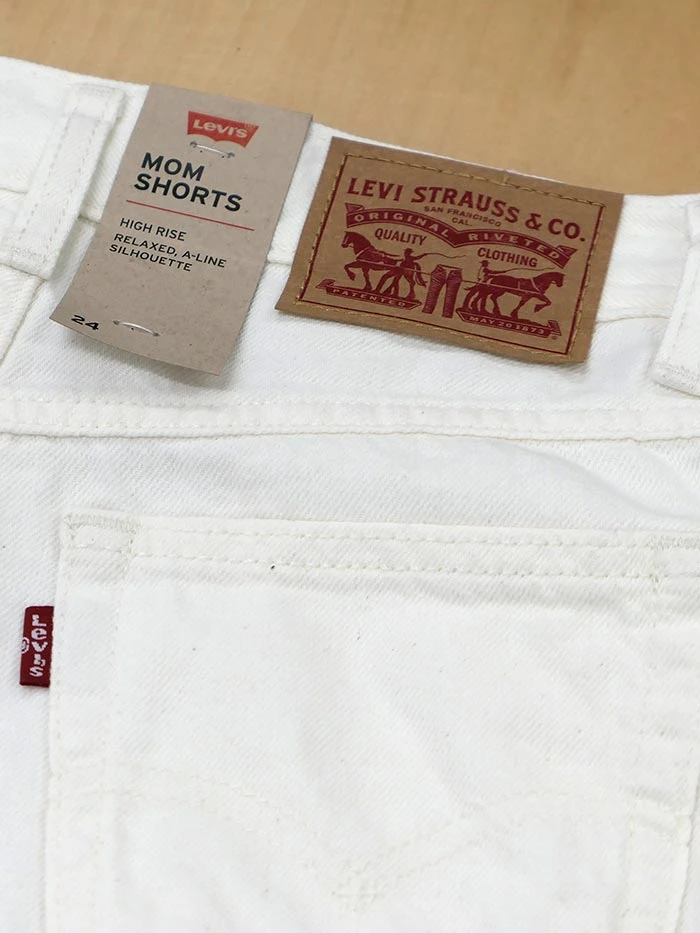 Levi's
MOM
SHORTS
HIGH RISE
RELAXED, A-LINE
SILHOUETTE
24
LEVI STRAUSS & CO.
SAN FRANCISCO
CAL.
ORIGINAL RIVETED
QUALITY CLOTHING
PATENTED MAY 20 1873
LEVI'S